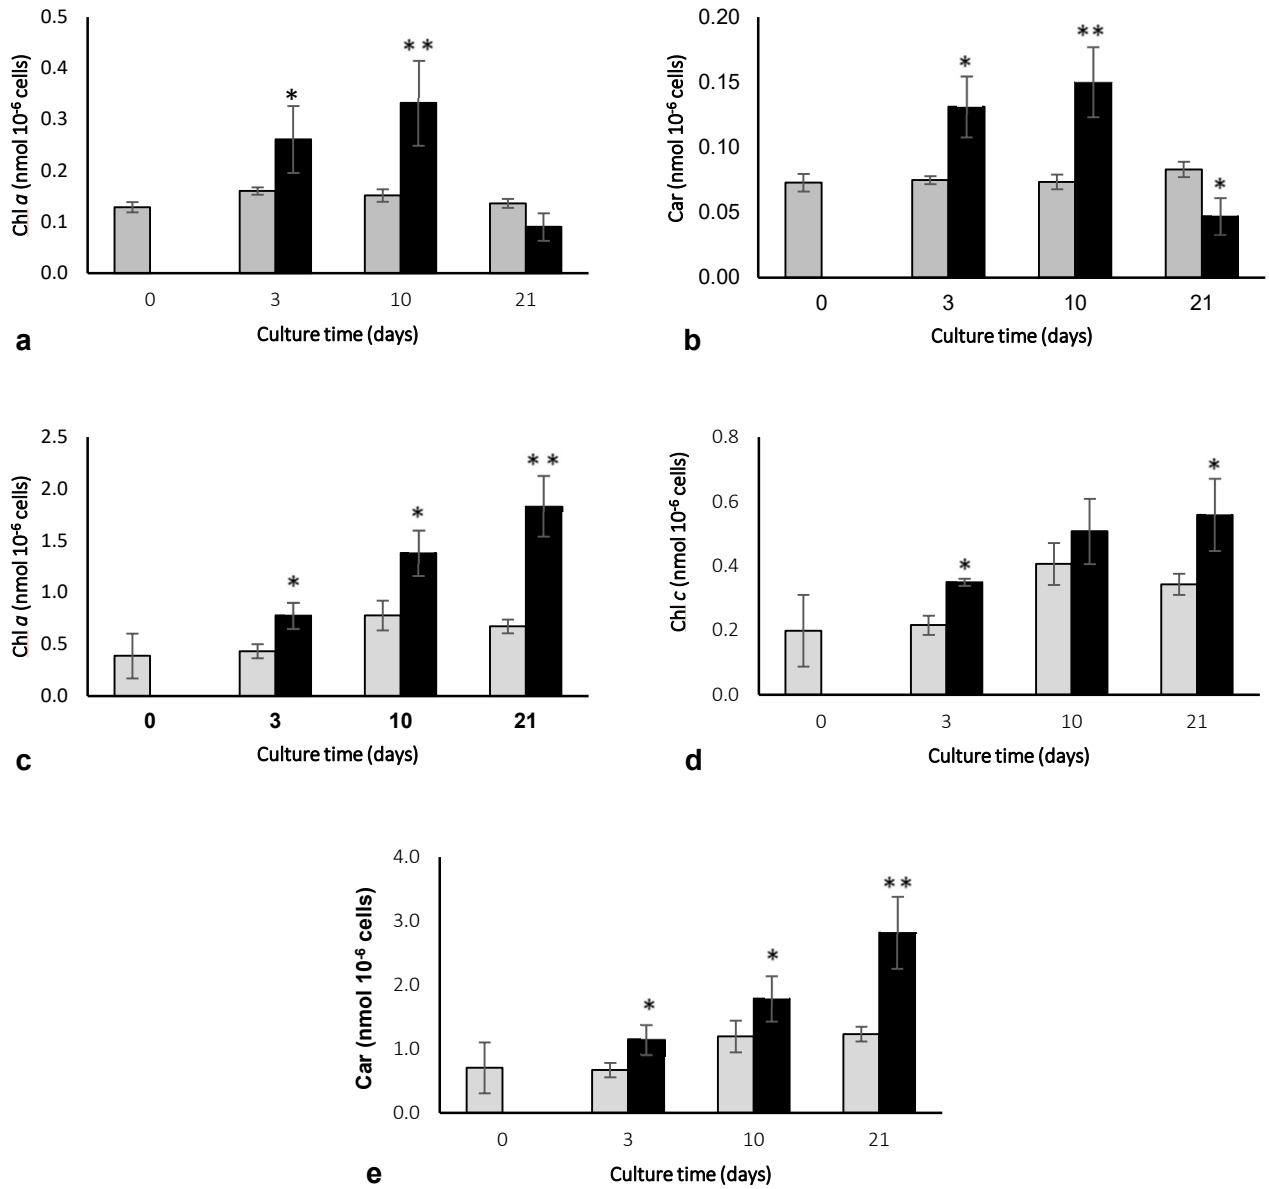 Chl a (nmol 10⁻⁶ cells)
0.5
0.4
0.3
0.2
0.1
0.0
*
**
0 3 10 21
Culture time (days)
a
Car (nmol 10⁻⁶ cells)
0.20
0.15
0.10
0.05
0.00
*
**
*
0 3 10 21
Culture time (days)
b
Chl a (nmol 10⁻⁶ cells)
2.5
2.0
1.5
1.0
0.5
0.0
*
*
**
0 3 10 21
Culture time (days)
c
Chl c (nmol 10⁻⁶ cells)
0.8
0.6
0.4
0.2
0.0
*
*
0 3 10 21
Culture time (days)
d
Car (nmol 10⁻⁶ cells)
4.0
3.0
2.0
1.0
0.0
*
*
**
0 3 10 21
Culture time (days)
e